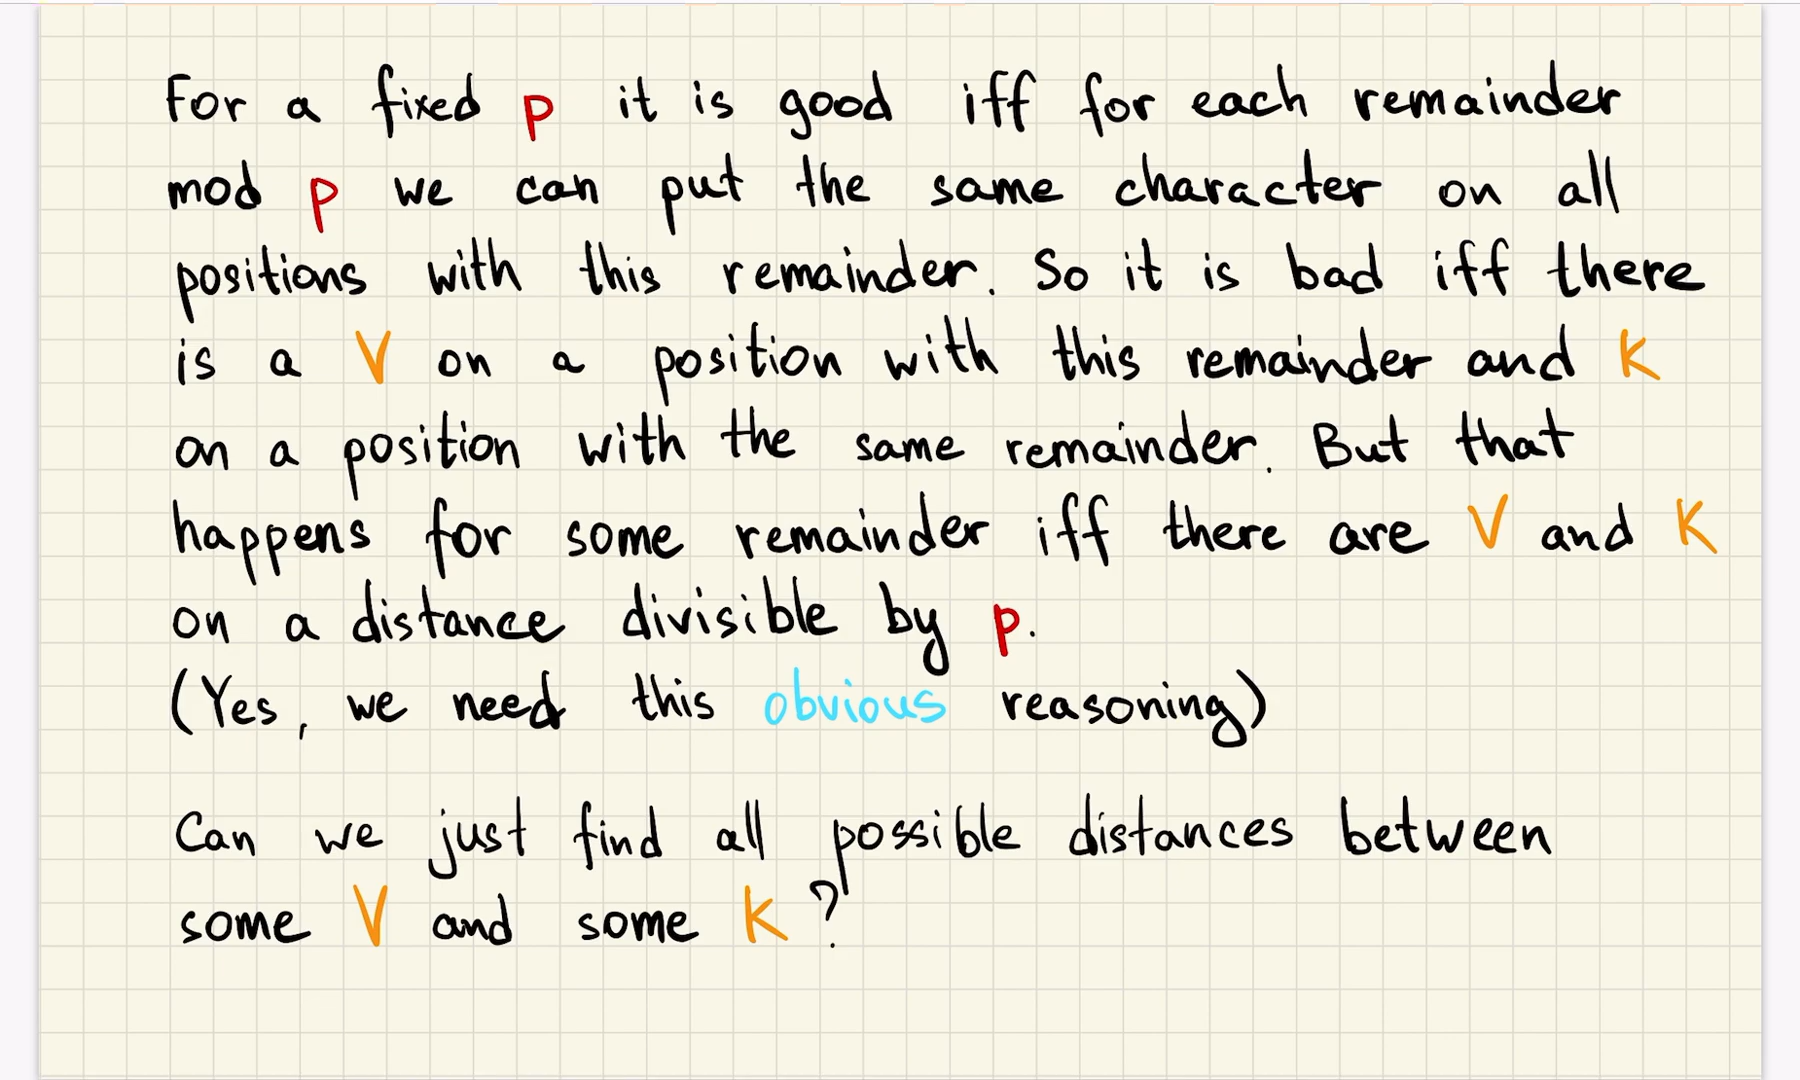 For a fixed p it is good iff for each remainder
mod p we can put the same character on all
positions with this remainder. So it is bad iff there
is a V on a position with this remainder and K
on a position with the same remainder. But that
happens for some remainder iff there are V and K
on a distance divisible by p.
(Yes, we need this obvious reasoning)
Can we just find all possible distances between
some V and some K?